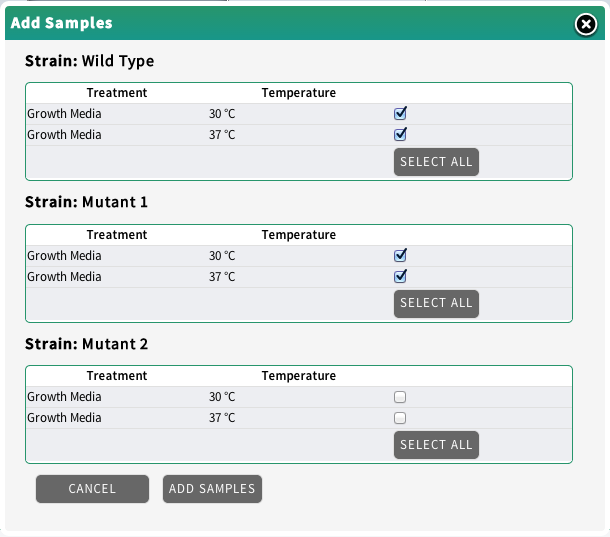 Add Samples
Strain: Wild Type
Treatment Temperature
Growth Media 30 °C
Growth Media 37 °C
SELECT ALL
Strain: Mutant 1
Treatment Temperature
Growth Media 30 °C
Growth Media 37 °C
SELECT ALL
Strain: Mutant 2
Treatment Temperature
Growth Media 30 °C
Growth Media 37 °C
SELECT ALL
CANCEL ADD SAMPLES